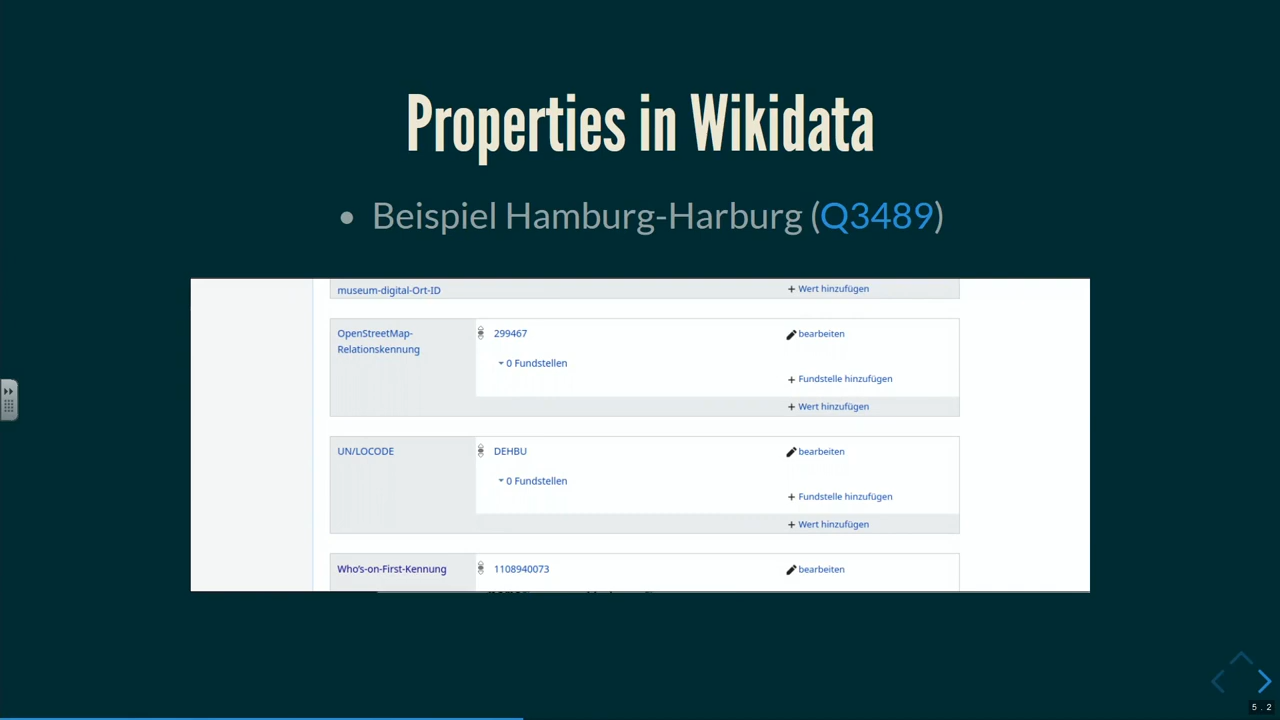 Properties in Wikidata
• Beispiel Hamburg-Harburg (Q3489)
museum-digital-Ort-ID
+ Wert hinzufügen
OpenStreetMap-
Relationskennung
299467
bearbeiten
0 Fundstellen
+ Fundstelle hinzufügen
+ Wert hinzufügen
UN/LOCODE
DEHBU
bearbeiten
0 Fundstellen
+ Fundstelle hinzufügen
+ Wert hinzufügen
Who's-on-First-Kennung
1108940073
bearbeiten
5 . 2